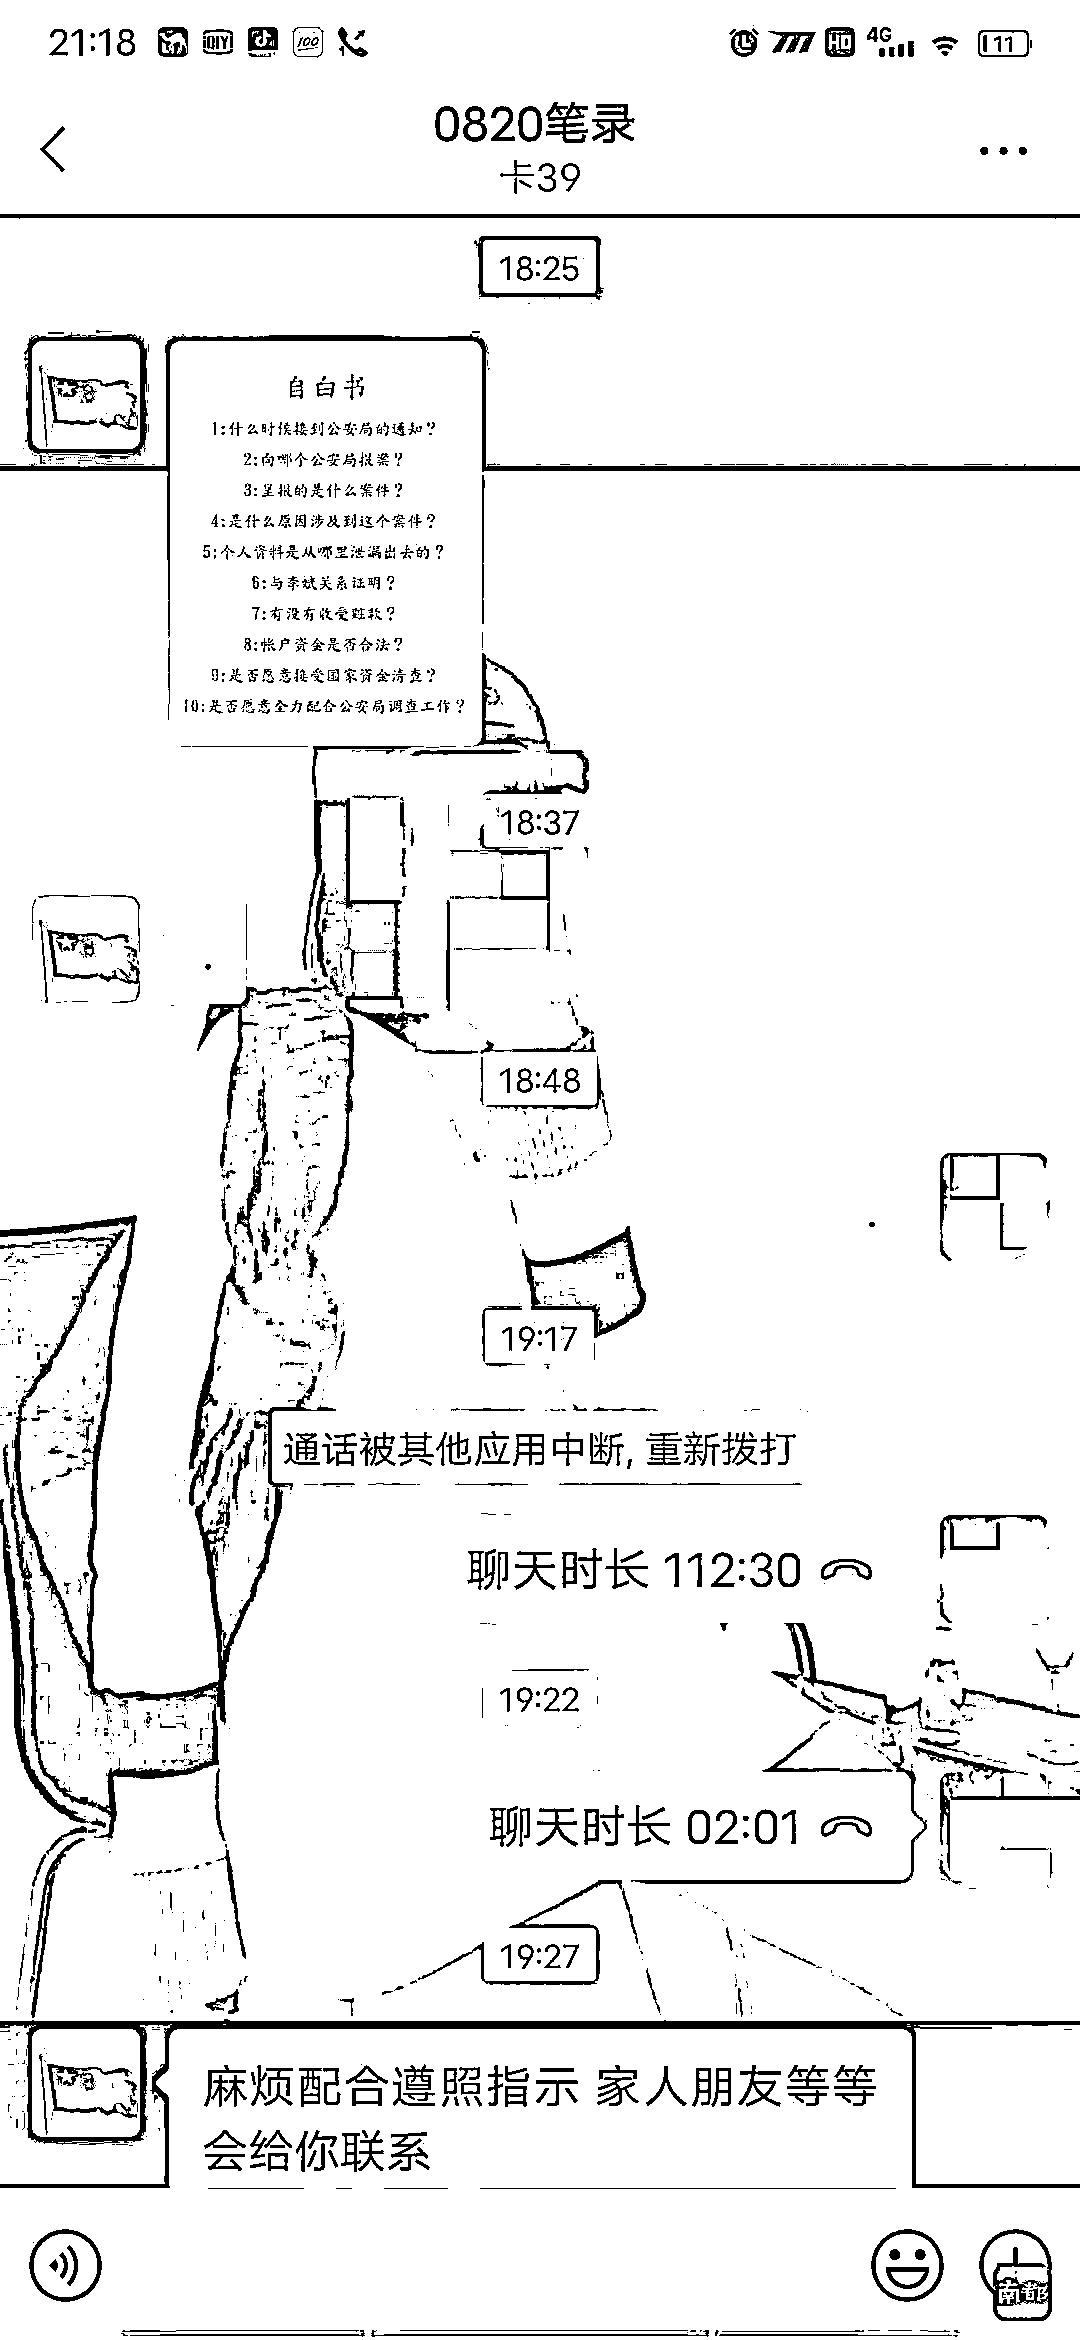 21:18
iQIY
100
HD
4G
11
0820笔录
卡39
18:25
自白书
1:什么时候接到公安局的通知?
2:向哪个公安局报案?
3:呈报的是什么案件?
4:是什么原因涉及到这个案件?
5:个人资料是从哪里泄漏出去的?
6:与李斌关系证明?
7:有没有收受赃款?
8:帐户资金是否合法?
9:是否愿意接受国家资金清查?
10:是否愿意全力配合公安局调查工作?
18:37
18:48
19:17
通话被其他应用中断, 重新拨打
聊天时长 112:30
19:22
聊天时长 02:01
19:27
麻烦配合遵照指示 家人朋友等等
会给你联系
南都